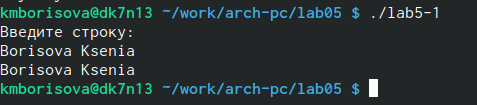 kmborisova@dk7n13 ~/work/arch-pc/lab05 $ ./lab5-1
Введите строку:
Borisova Ksenia
Borisova Ksenia
kmborisova@dk7n13 ~/work/arch-pc/lab05 $